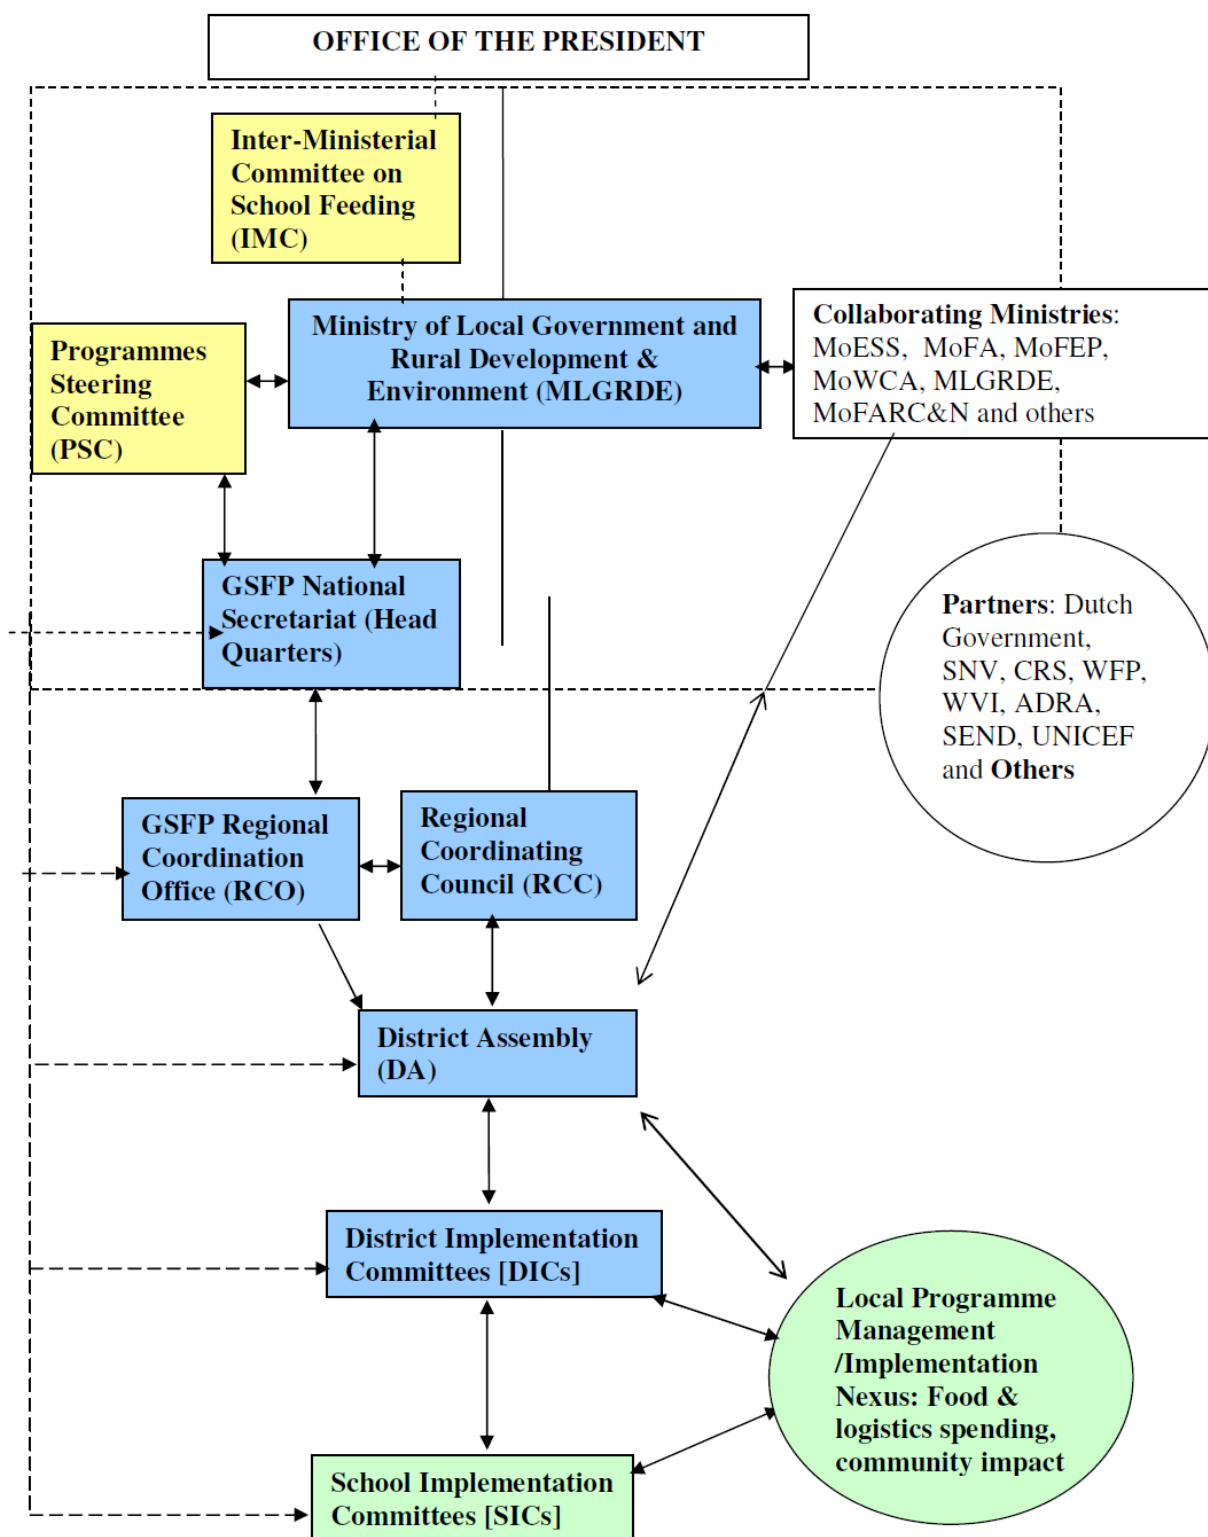 OFFICE OF THE PRESIDENT
Inter-Ministerial
Committee on
School Feeding
(IMC)
Ministry of Local Government and
Rural Development &
Environment (MLGRDE)
Collaborating Ministries:
MoESS, MoFA, MoFEP,
MoWCA, MLGRDE,
MoFARC&N and others
Programmes
Steering
Committee
(PSC)
GSFP National
Secretariat (Head
Quarters)
Partners: Dutch
Government,
SNV, CRS, WFP,
WVI, ADRA,
SEND, UNICEF
and Others
GSFP Regional
Coordination
Office (RCO)
Regional
Coordinating
Council (RCC)
District Assembly
(DA)
District Implementation
Committees [DICs]
Local Programme
Management
/Implementation
Nexus: Food &
logistics spending,
community impact
School Implementation
Committees [SICs]